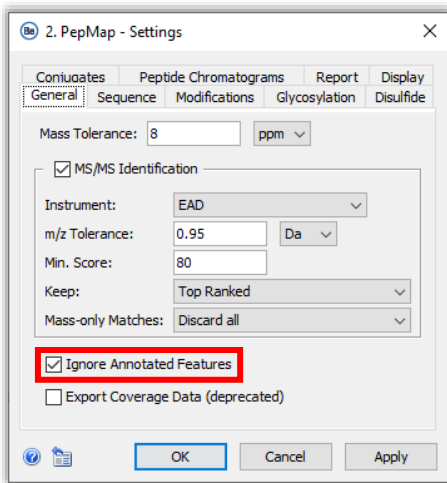 Be 2. PepMap - Settings
Conjugates Peptide Chromatograms Report Display
General Sequence Modifications Glycosylation Disulfide
Mass Tolerance: 8 ppm
MS/MS Identification
Instrument: EAD
m/z Tolerance: 0.95 Da
Min. Score: 80
Keep: Top Ranked
Mass-only Matches: Discard all
Ignore Annotated Features
Export Coverage Data (deprecated)
? OK Cancel Apply